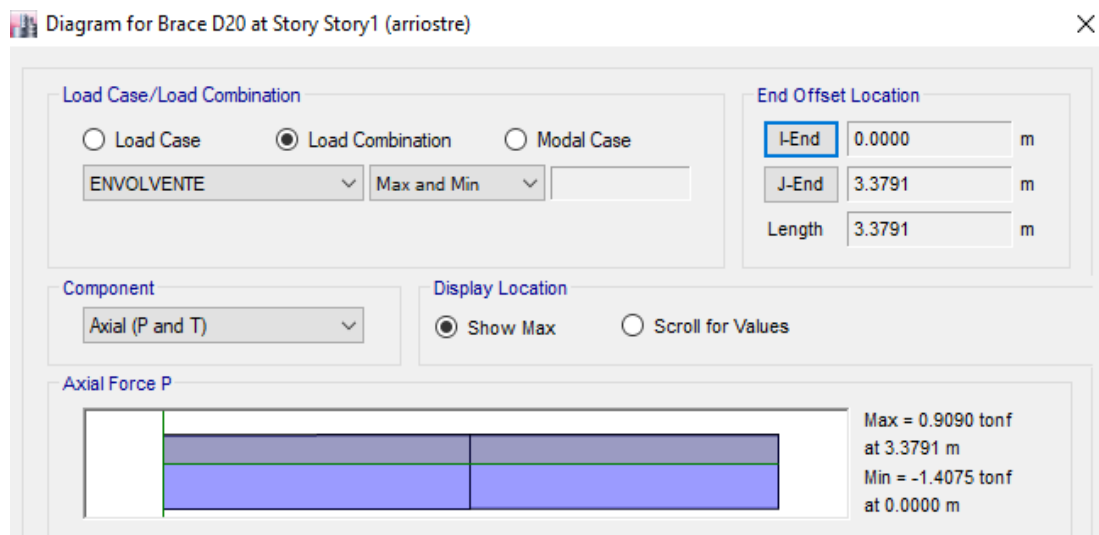 Diagram for Brace D20 at Story Story1 (arriostre)
Load Case/Load Combination
Load Case Load Combination Modal Case
ENVOLVENTE Max and Min
End Offset Location
I-End 0.0000 m
J-End 3.3791 m
Length 3.3791 m
Component
Axial (P and T)
Display Location
Show Max Scroll for Values
Axial Force P
Max = 0.9090 tonf
at 3.3791 m
Min = -1.4075 tonf
at 0.0000 m